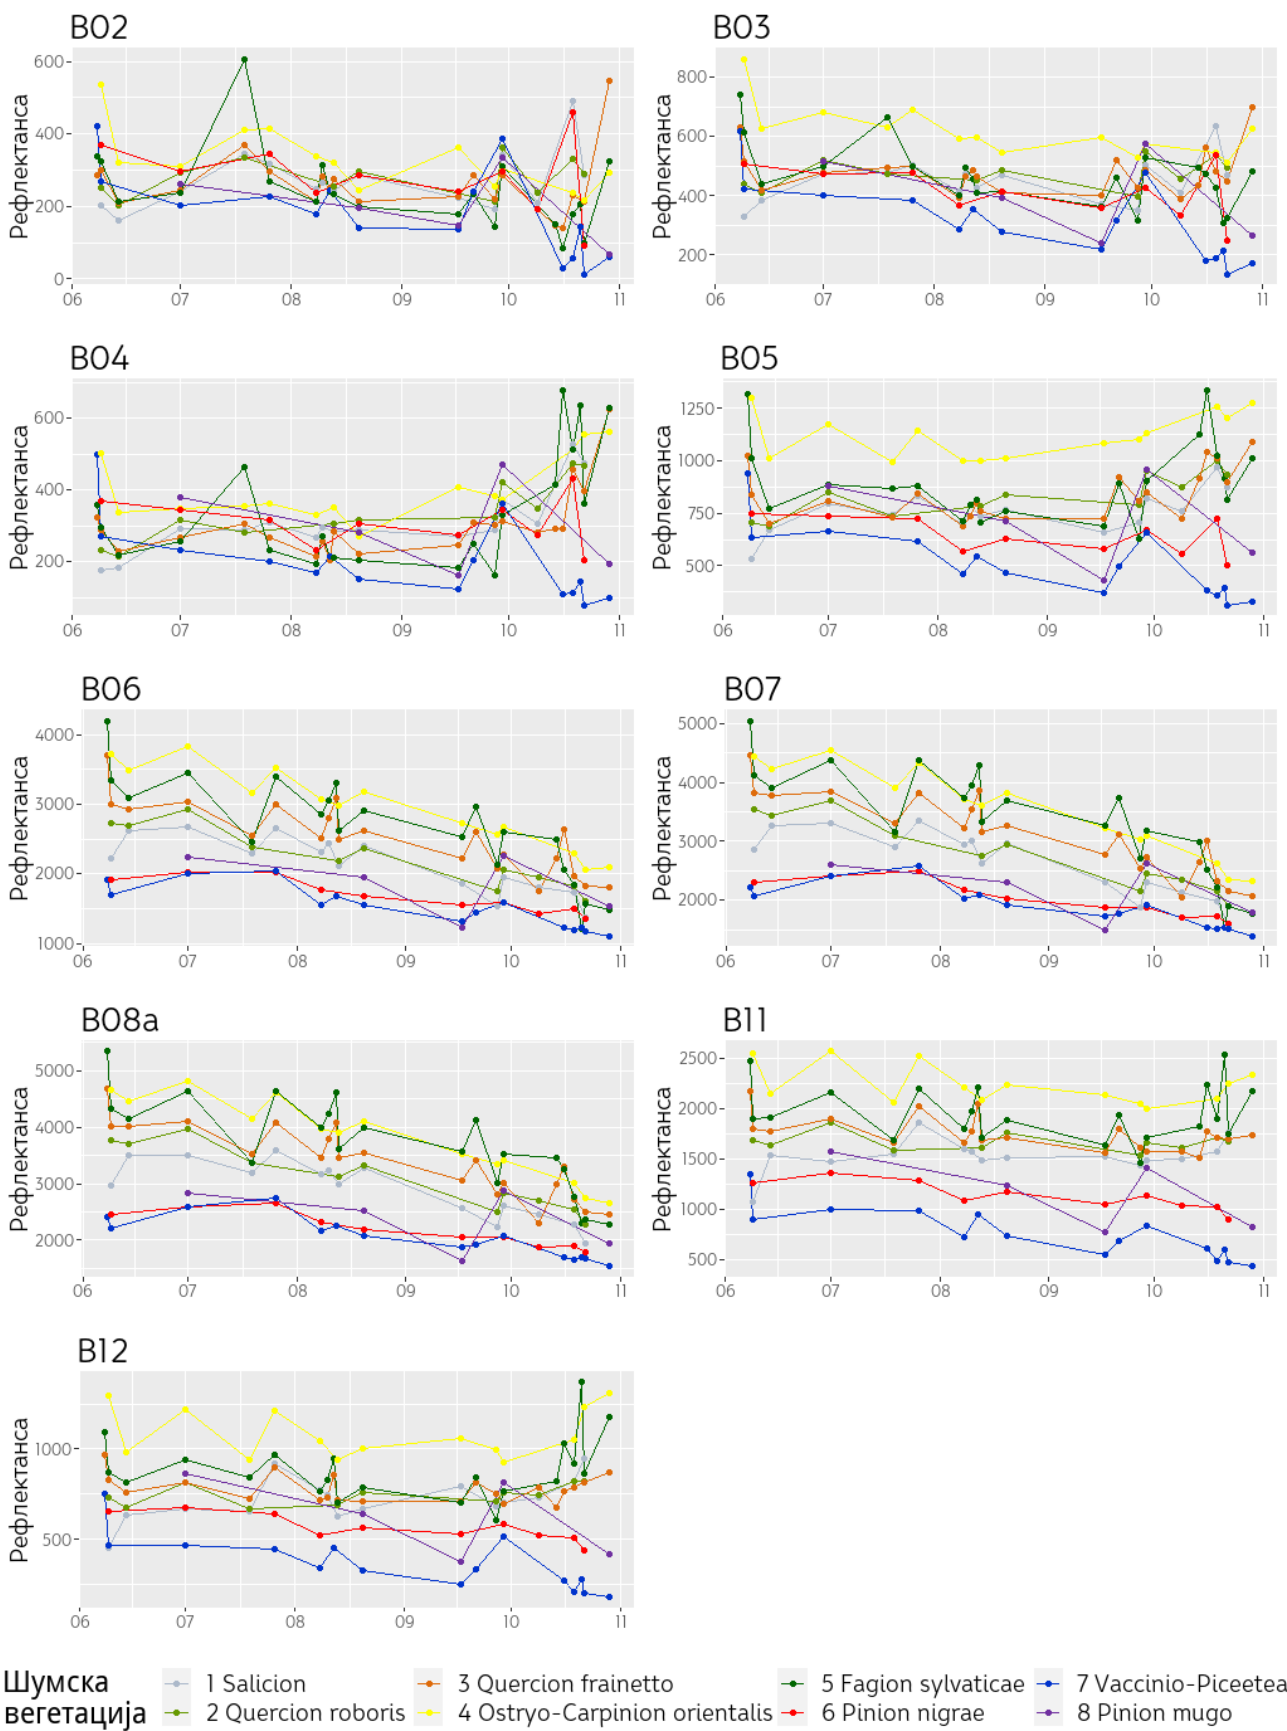 B02
B03
Рефлектанса
600
400
200
0
06 07 08 09 10 11
Рефлектанса
800
600
400
200
06 07 08 09 10 11
B04
B05
Рефлектанса
600
400
200
06 07 08 09 10 11
Рефлектанса
1250
1000
750
500
06 07 08 09 10 11
B06
B07
Рефлектанса
4000
3000
2000
1000
06 07 08 09 10 11
Рефлектанса
5000
4000
3000
2000
06 07 08 09 10 11
B08a
B11
Рефлектанса
5000
4000
3000
2000
06 07 08 09 10 11
Рефлектанса
2500
2000
1500
1000
500
06 07 08 09 10 11
B12
Рефлектанса
1000
500
06 07 08 09 10 11
Шумска
вегетација
1 Salicion
2 Quercion roboris
3 Quercion frainetto
4 Ostryo-Carpinion orientalis
5 Fagion sylvaticae
6 Pinion nigrae
7 Vaccinio-Piceetea
8 Pinion mugo